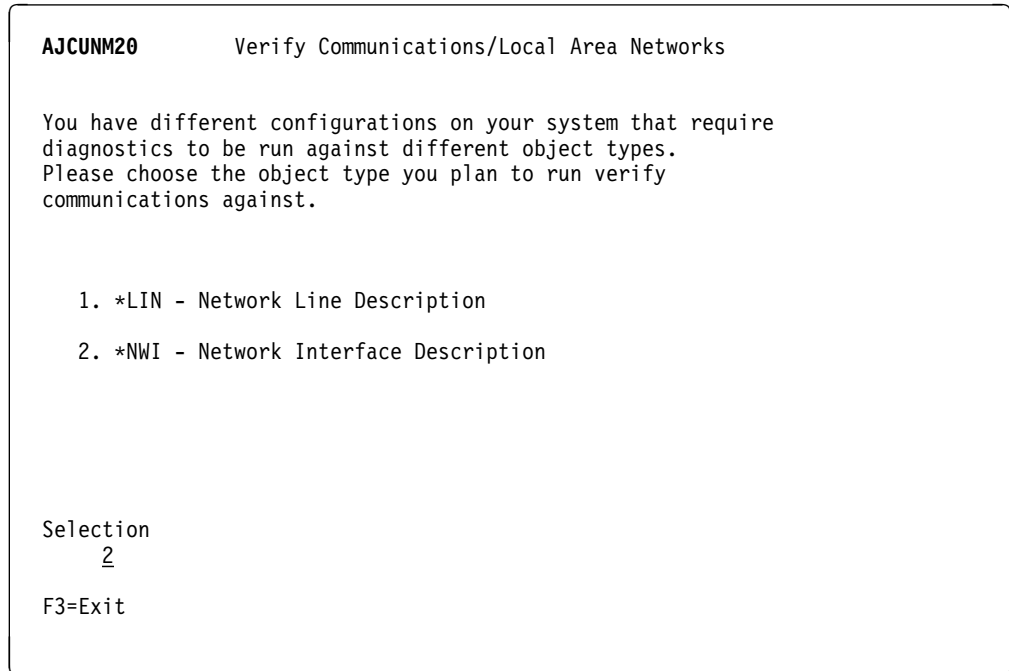 AJCUNM20 Verify Communications/Local Area Networks
You have different configurations on your system that require
diagnostics to be run against different object types.
Please choose the object type you plan to run verify
communications against.
1. *LIN - Network Line Description
2. *NWI - Network Interface Description
Selection
2
F3=Exit